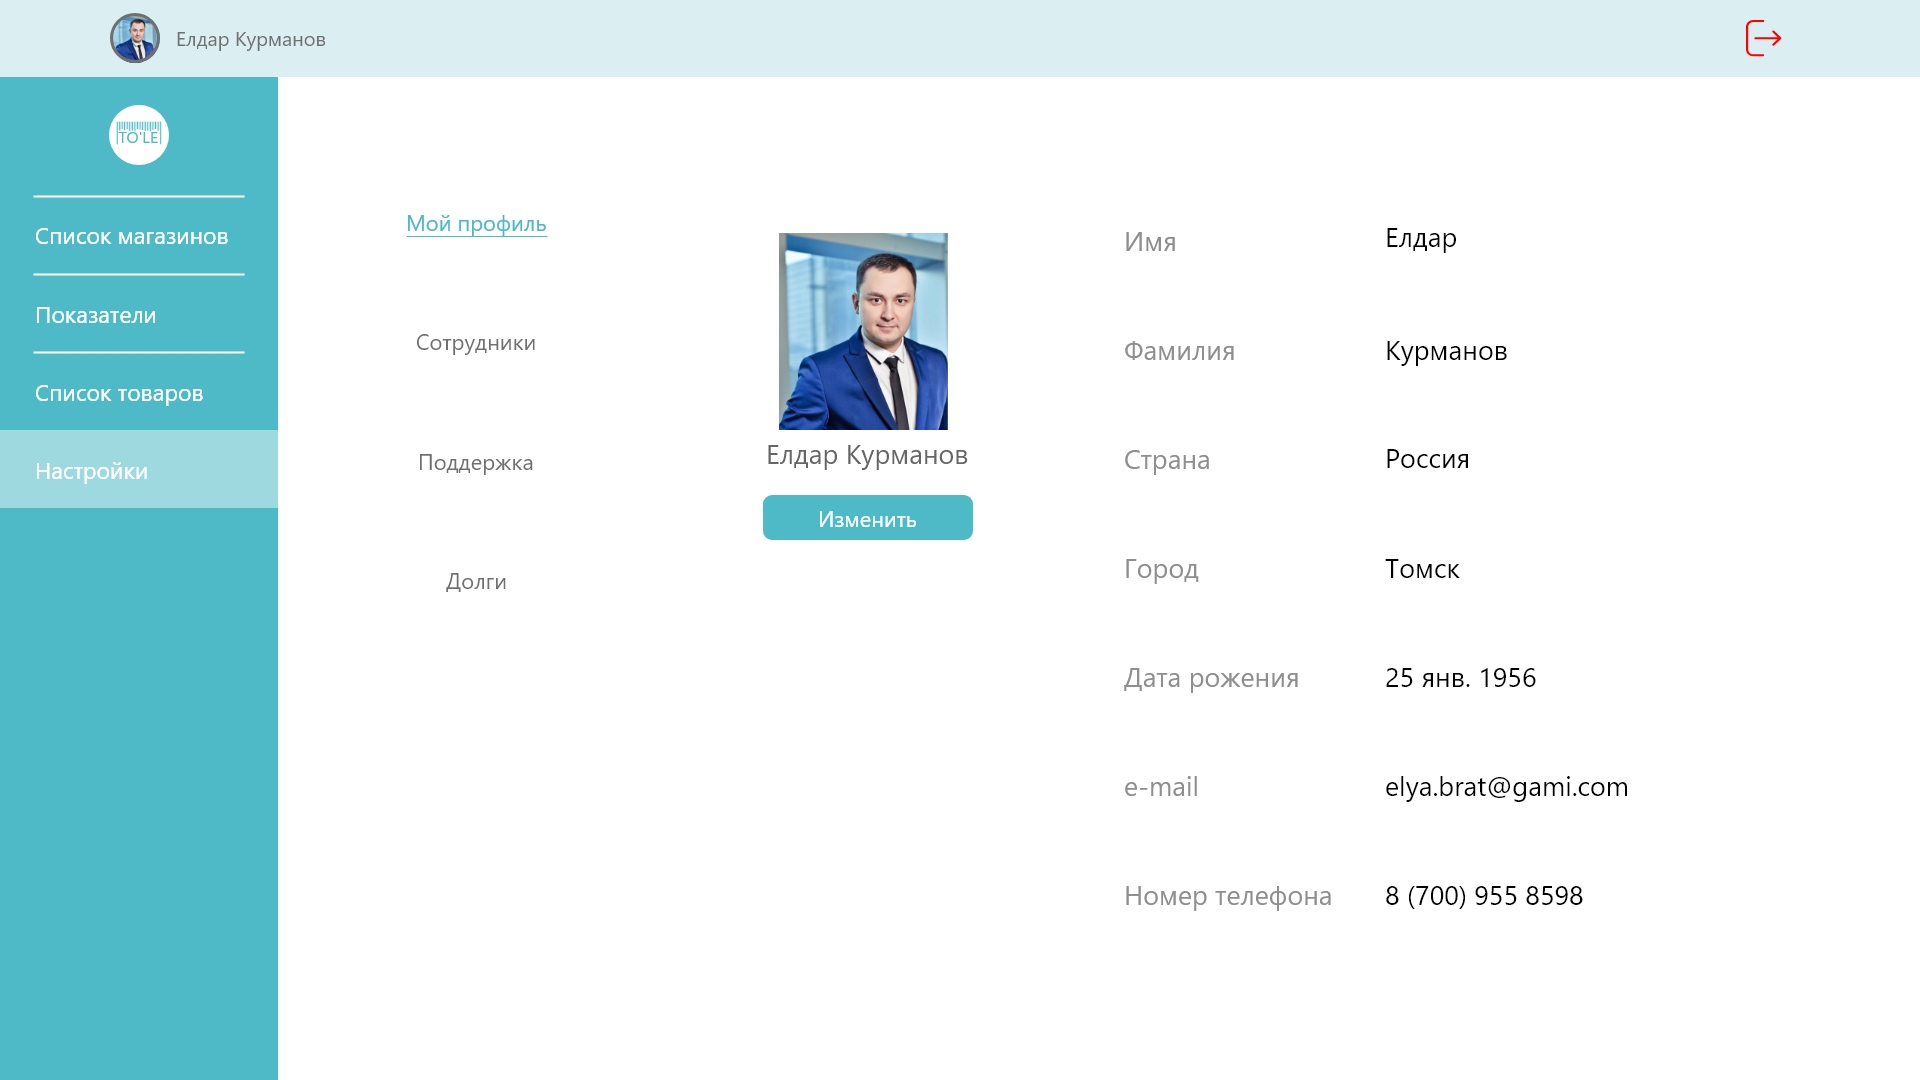 Елдар Курманов
TO'LE
Список магазинов
Показатели
Список товаров
Настройки
Мой профиль
Сотрудники
Поддержка
Долги
Елдар Курманов
Изменить
Имя Елдар
Фамилия Курманов
Страна Россия
Город Томск
Дата рожения 25 янв. 1956
e-mail elya.brat@gami.com
Номер телефона 8 (700) 955 8598